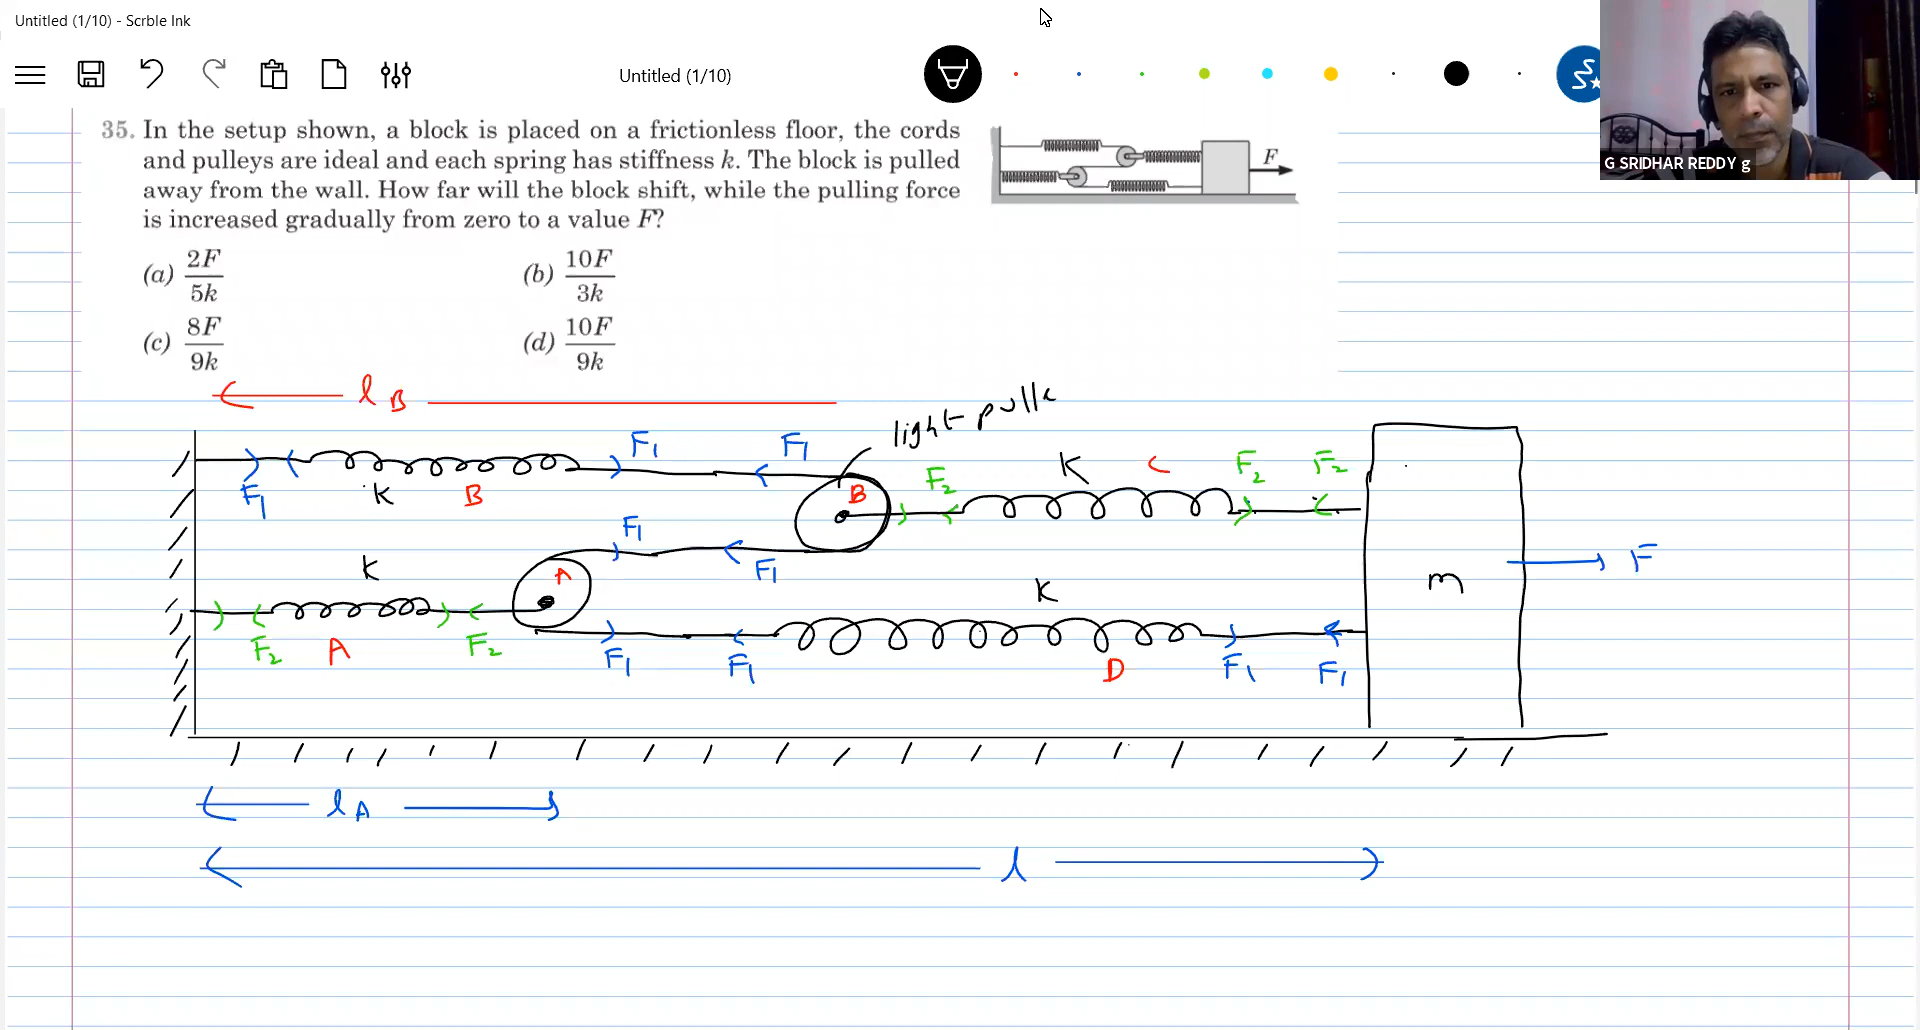 Untitled (1/10) - Scrble Ink
Untitled (1/10)
G SRIDHAR REDDY g
35. In the setup shown, a block is placed on a frictionless floor, the cords
and pulleys are ideal and each spring has stiffness k. The block is pulled
away from the wall. How far will the block shift, while the pulling force
is increased gradually from zero to a value F?
F
(a) 2F/5k (b) 10F/3k
(c) 8F/9k (d) 10F/9k
l B
light pulle
F1 F1 K C F2 F2
F1 K B B F2
F1 F1
K A K m F
F2 A F2 F1 F1 D F1 F1
l A
l